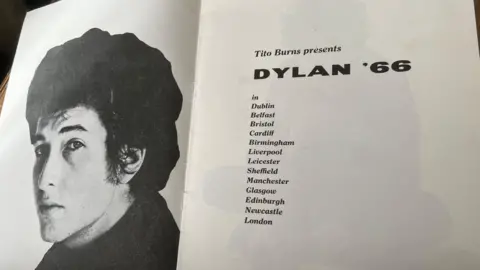 Tito Burns presents
DYLAN '66
in
Dublin
Belfast
Bristol
Cardiff
Birmingham
Liverpool
Leicester
Sheffield
Manchester
Glasgow
Edinburgh
Newcastle
London